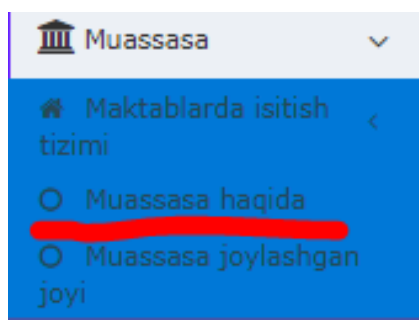 Muassasa
Maktablarda isitish
tizimi
Muassasa haqida
Muassasa joylashgan
joyi